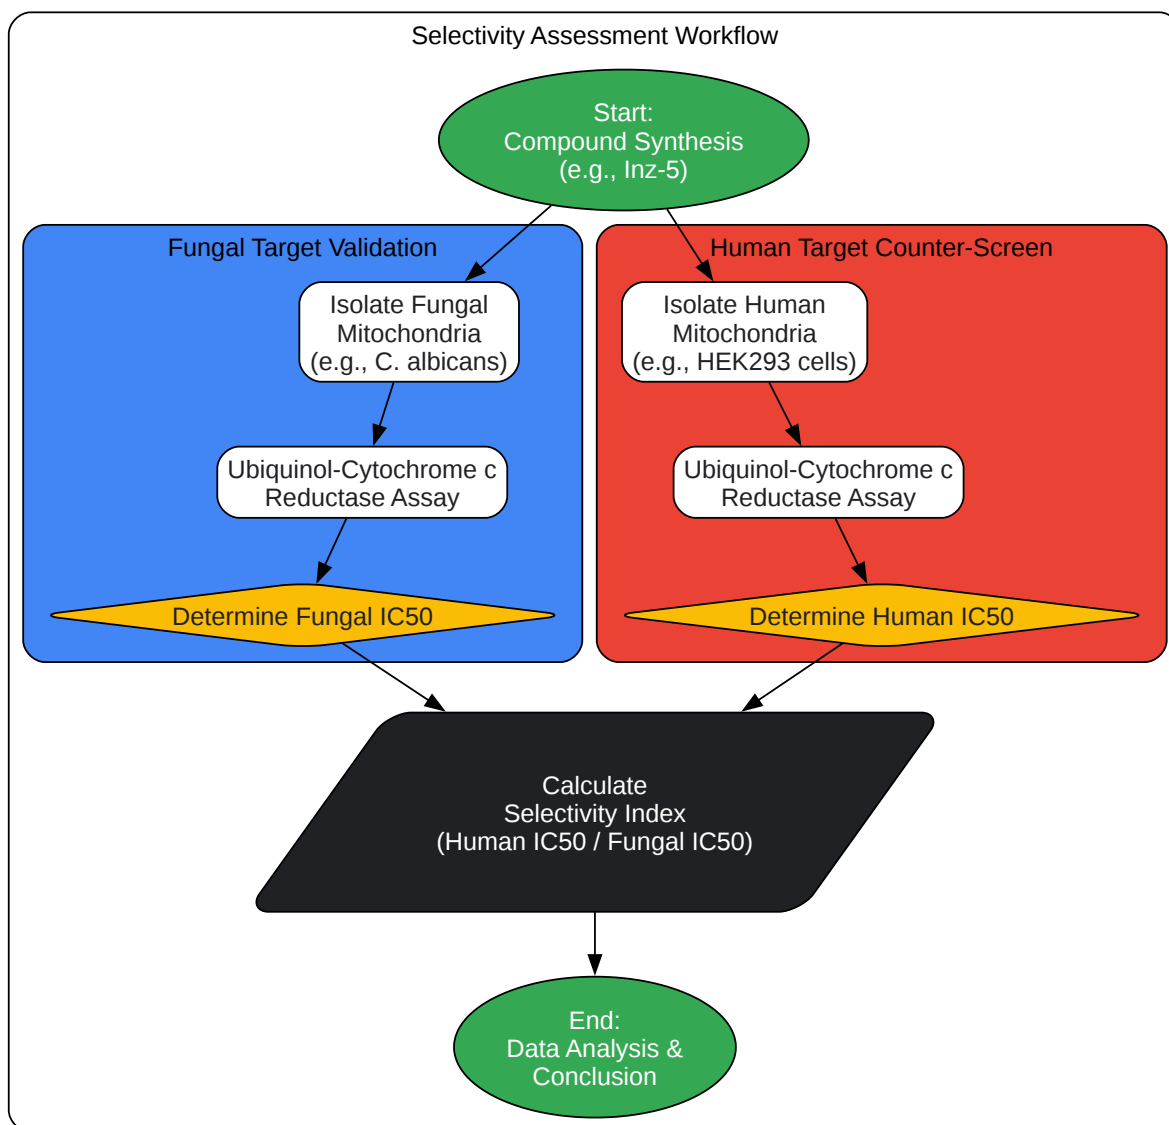 Selectivity Assessment Workflow
Start:
Compound Synthesis
(e.g., Inz-5)
Fungal Target Validation
Isolate Fungal
Mitochondria
(e.g., C. albicans)
Ubiquinol-Cytochrome c
Reductase Assay
Determine Fungal IC50
Human Target Counter-Screen
Isolate Human
Mitochondria
(e.g., HEK293 cells)
Ubiquinol-Cytochrome c
Reductase Assay
Determine Human IC50
Calculate
Selectivity Index
(Human IC50 / Fungal IC50)
End:
Data Analysis &
Conclusion